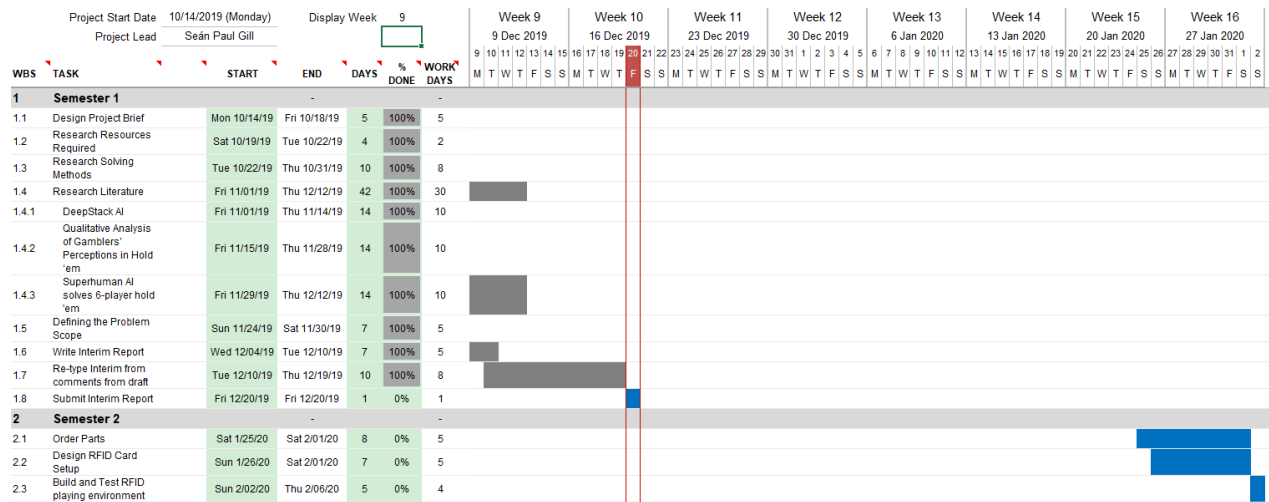 Project Start Date 10/14/2019 (Monday) Display Week 9 Week 9 Week 10 Week 11 Week 12 Week 13 Week 14 Week 15 Week 16
Project Lead Seán Paul Gill 9 Dec 2019 16 Dec 2019 23 Dec 2019 30 Dec 2019 6 Jan 2020 13 Jan 2020 20 Jan 2020 27 Jan 2020
9 10 11 12 13 14 15 16 17 18 19 20 21 22 23 24 25 26 27 28 29 30 31 1 2 3 4 5 6 7 8 9 10 11 12 13 14 15 16 17 18 19 20 21 22 23 24 25 26 27 28 29 30 31 1 2
WBS TASK START END DAYS % DONE WORK DAYS M T W T F S S M T W T F S S M T W T F S S M T W T F S S M T W T F S S M T W T F S S M T W T F S S M T W T F S S
1 Semester 1 - -
1.1 Design Project Brief Mon 10/14/19 Fri 10/18/19 5 100% 5
1.2 Research Resources
Required Sat 10/19/19 Tue 10/22/19 4 100% 2
1.3 Research Solving
Methods Tue 10/22/19 Thu 10/31/19 10 100% 8
1.4 Research Literature Fri 11/01/19 Thu 12/12/19 42 100% 30
1.4.1 DeepStack AI Fri 11/01/19 Thu 11/14/19 14 100% 10
Qualitative Analysis
of Gamblers'
1.4.2 Perceptions in Hold Fri 11/15/19 Thu 11/28/19 14 100% 10
'em
Superhuman AI
1.4.3 solves 6-player hold Fri 11/29/19 Thu 12/12/19 14 100% 10
'em
1.5 Defining the Problem
Scope Sun 11/24/19 Sat 11/30/19 7 100% 5
1.6 Write Interim Report Wed 12/04/19 Tue 12/10/19 7 100% 5
1.7 Re-type Interim from
comments from draft Tue 12/10/19 Thu 12/19/19 10 100% 8
1.8 Submit Interim Report Fri 12/20/19 Fri 12/20/19 1 0% 1
2 Semester 2 - -
2.1 Order Parts Sat 1/25/20 Sat 2/01/20 8 0% 5
2.2 Design RFID Card
Setup Sun 1/26/20 Sat 2/01/20 7 0% 5
2.3 Build and Test RFID
playing environment Sun 2/02/20 Thu 2/06/20 5 0% 4